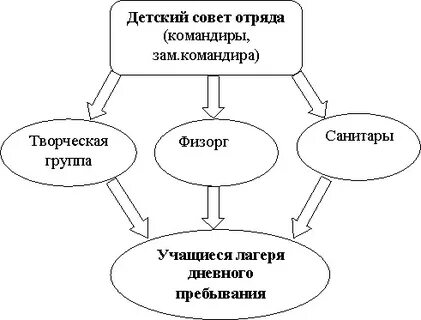 Детский совет отряда
(командиры,
зам.командира)
Творческая
группа
Физорг
Санитары
Учащиеся лагеря
дневного
пребывания